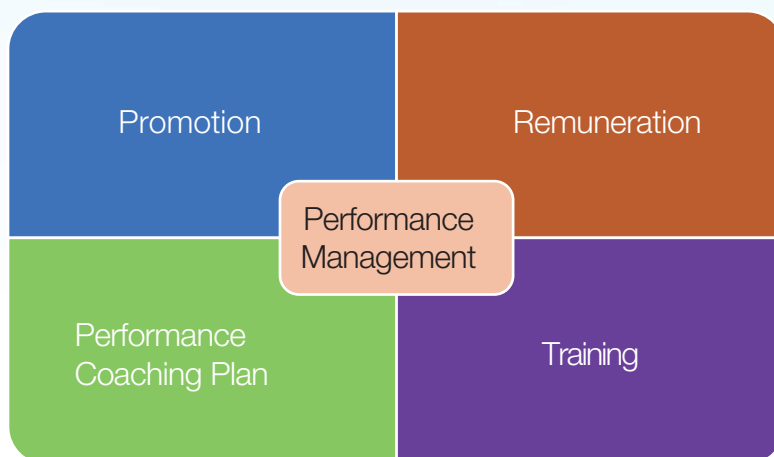 Promotion
Remuneration
Performance
Management
Performance
Coaching Plan
Training